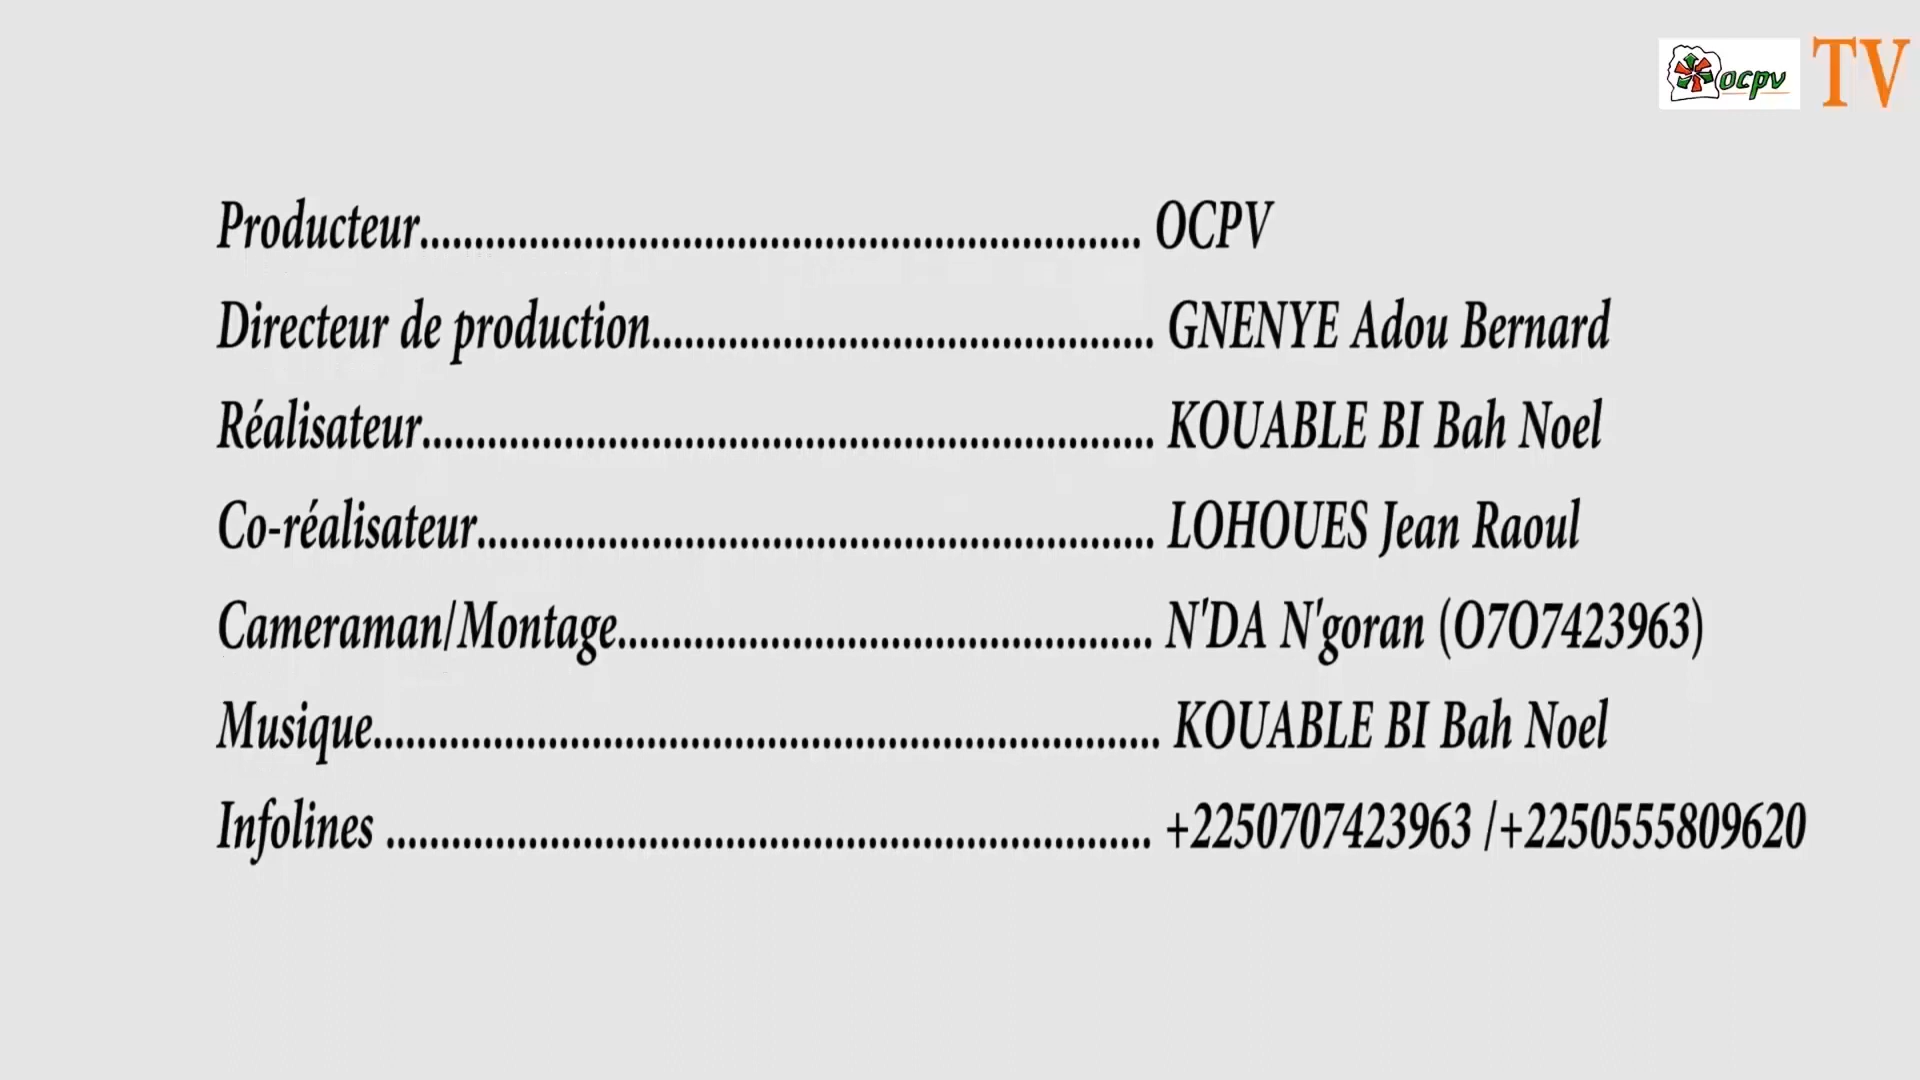 ocpv TV
Producteur.................................................................. OCPV
Directeur de production.............................................. GNENYE Adou Bernard
Réalisateur................................................................... KOUABLE BI Bah Noel
Co-réalisateur.............................................................. LOHOUES Jean Raoul
Cameraman/Montage................................................. N'DA N'goran (O7O7423963)
Musique........................................................................ KOUABLE BI Bah Noel
Infolines ...................................................................... +2250707423963 /+2250555809620